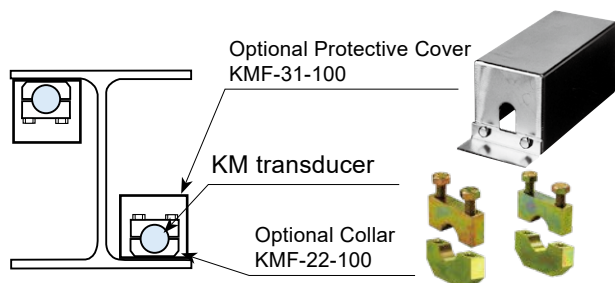 Optional Protective Cover
KMF-31-100
KM transducer
Optional Collar
KMF-22-100